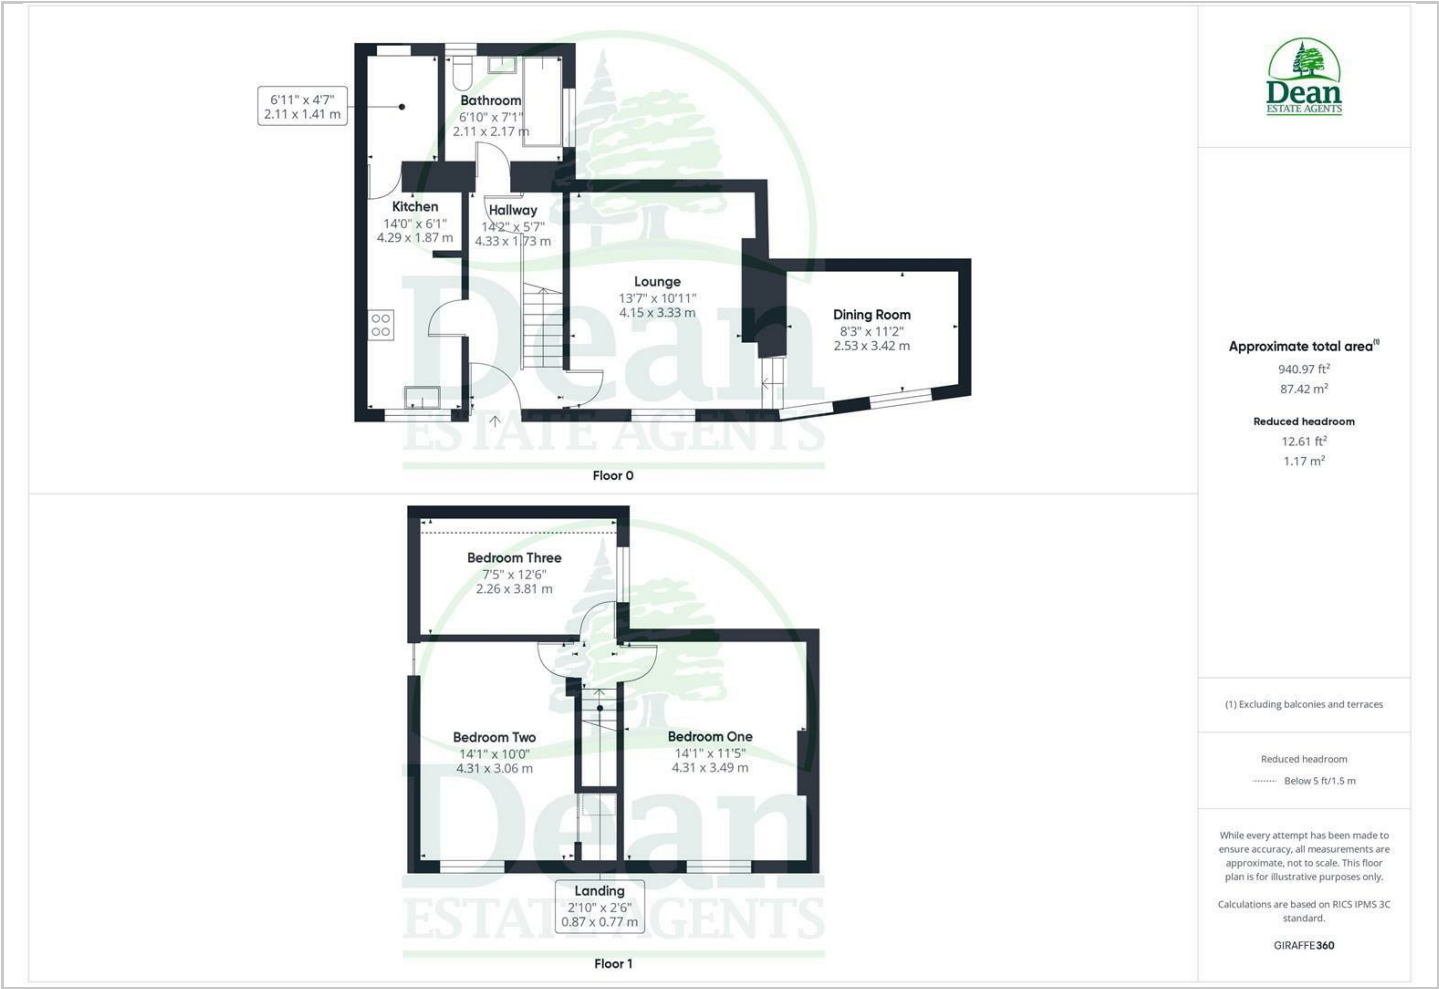 6'11" x 4'7"
2.11 x 1.41 m
Bathroom
6'10" x 7'1"
2.11 x 2.17 m
Kitchen
14'0" x 6'1"
4.29 x 1.87 m
Hallway
14'2" x 5'7"
4.33 x 1.73 m
Lounge
13'7" x 10'11"
4.15 x 3.33 m
Dining Room
8'3" x 11'2"
2.53 x 3.42 m
Dean
ESTATE AGENTS
Floor 0
Bedroom Three
7'5" x 12'6"
2.26 x 3.81 m
Bedroom Two
14'1" x 10'0"
4.31 x 3.06 m
Bedroom One
14'1" x 11'5"
4.31 x 3.49 m
Dean
ESTATE AGENTS
Landing
2'10" x 2'6"
0.87 x 0.77 m
Floor 1
Dean
ESTATE AGENTS
Approximate total area(1)
940.97 ft²
87.42 m²
Reduced headroom
12.61 ft²
1.17 m²
(1) Excluding balconies and terraces
Reduced headroom
Below 5 ft/1.5 m
While every attempt has been made to
ensure accuracy, all measurements are
approximate, not to scale. This floor
plan is for illustrative purposes only.
Calculations are based on RICS IPMS 3C
standard.
GIRAFFE360